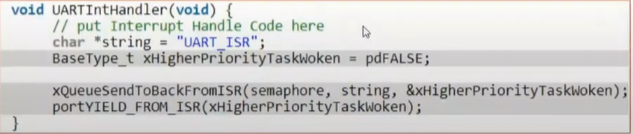 void UARTIntHandler(void) {
// put Interrupt Handle Code here
char *string = "UART_ISR";
BaseType_t xHigherPriorityTaskWoken = pdFALSE;
xQueueSendToBackFromISR(semaphore, string, &xHigherPriorityTaskWoken);
portYIELD_FROM_ISR(xHigherPriorityTaskWoken);
}